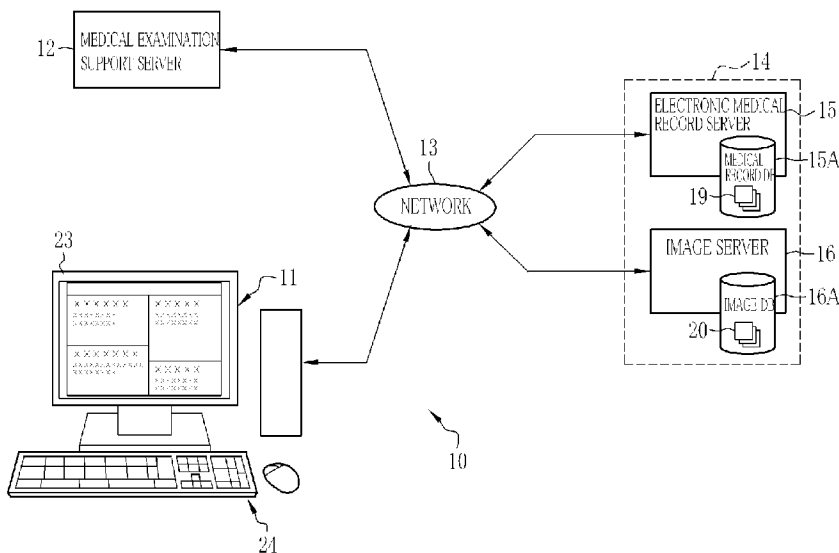 12
MEDICAL EXAMINATION
SUPPORT SERVER
14
ELECTRONIC MEDICAL
RECORD SERVER
15
MEDICAL
RECORD DB
15A
19
13
NETWORK
IMAGE SERVER
16
IMAGE DB
16A
20
23
11
X X X X X X
X X X X X X
X X X X X X X
X X X X X X
10
24